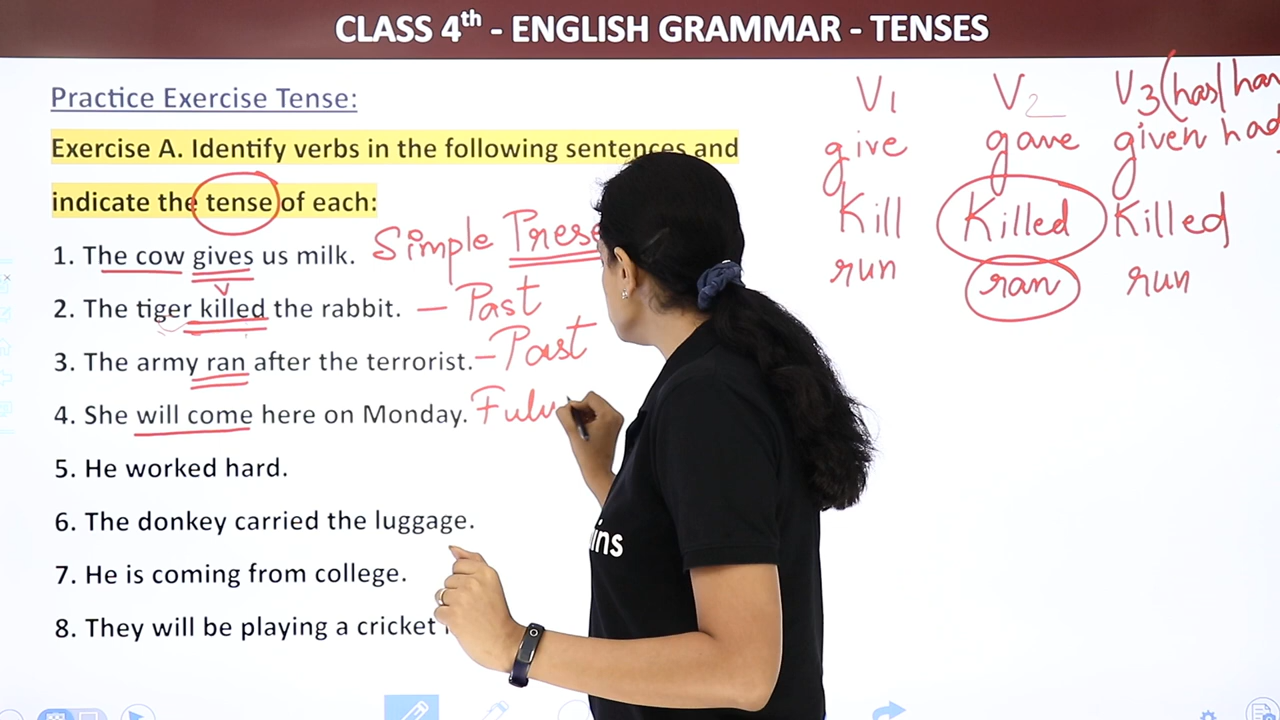 CLASS 4th - ENGLISH GRAMMAR - TENSES
Practice Exercise Tense:
Exercise A. Identify verbs in the following sentences and
indicate the tense of each:
1. The cow gives us milk. Simple
2. The tiger killed the rabbit. – Past
3. The army ran after the terrorist. – Past
4. She will come here on Monday.
5. He worked hard.
6. The donkey carried the luggage.
7. He is coming from college.
8. They will be playing a cricket
V1 V2 V3 (has/
give gave given had
Kill Killed Killed
run ran run
V